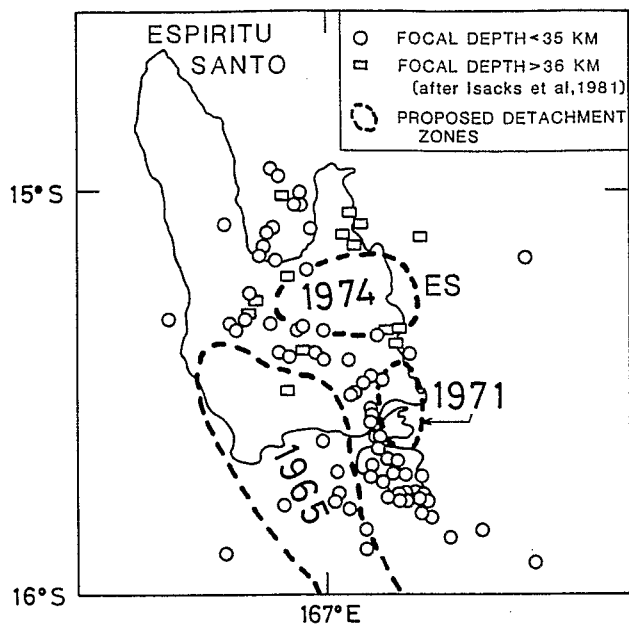 ESPIRITU
SANTO
FOCAL DEPTH<35 KM
FOCAL DEPTH>36 KM
(after Isacks et al,1981)
PROPOSED DETACHMENT
ZONES
15°S
1974
ES
1971
1965
16°S
167°E